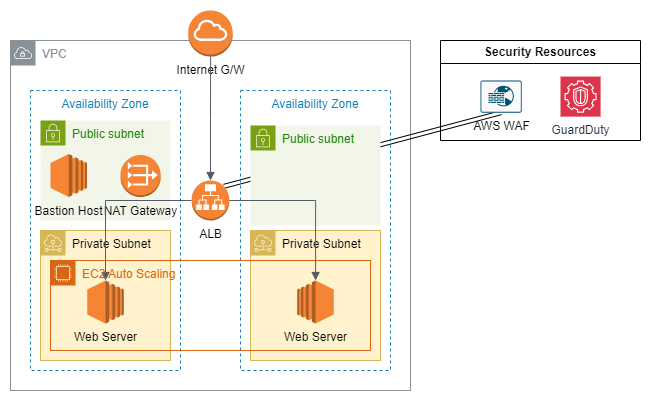 VPC
Internet G/W
Security Resources
AWS WAF
GuardDuty
Availability Zone
Availability Zone
Public subnet
Public subnet
Bastion Host
NAT Gateway
ALB
Private Subnet
Private Subnet
EC2 Auto Scaling
Web Server
Web Server